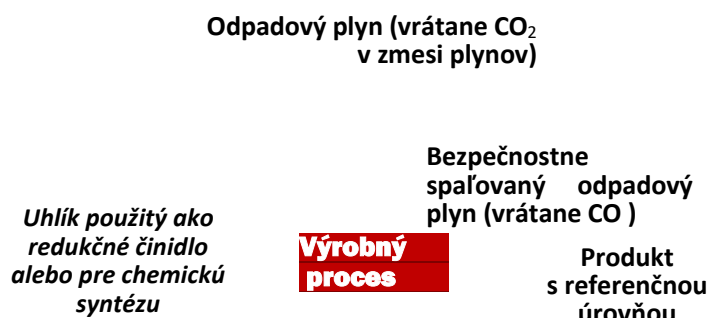 Odpadový plyn (vrátane CO₂
v zmesi plynov)
Bezpečnostne
spaľovaný odpadový
plyn (vrátane CO )
Uhlík použitý ako
redukčné činidlo
alebo pre chemickú
syntézu
Výrobný
proces
Produkt
s referenčnou
úrovňou